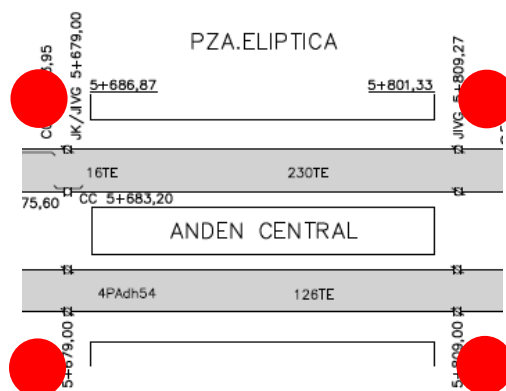 PZA.ELIPTICA
JK/JIVG 5+679,00
5+686,87
5+801,33
JIVG 5+809,27
16TE
230TE
75,60
CC 5+683,20
ANDEN CENTRAL
4PAdh54
126TE
5+679,00
5+809,00